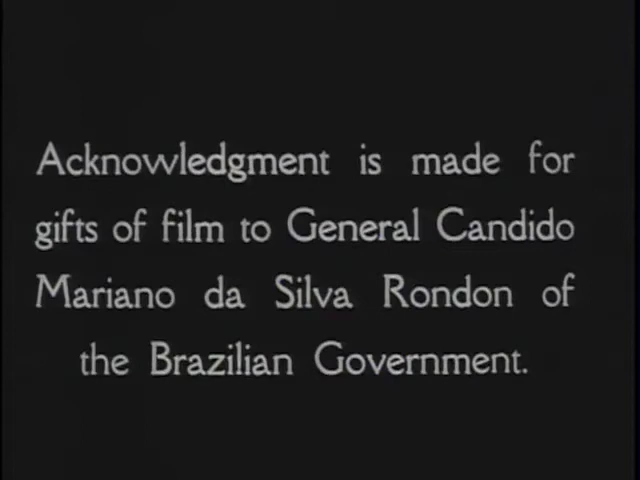 Acknowledgment is made for
gifts of film to General Candido
Mariano da Silva Rondon of
the Brazilian Government.